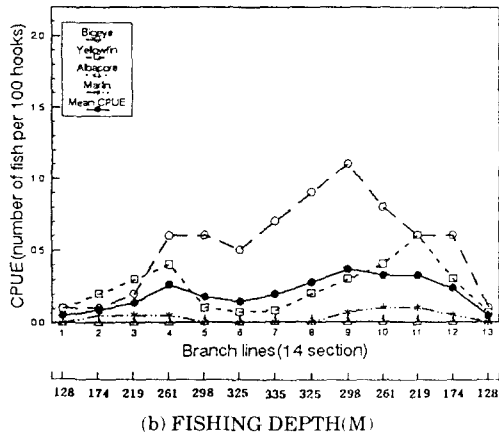 Bigeye
Yellowfin
Albapore
Marlin
Mean CPUE
CPUE(number of fish per 100 hooks)
2.0
1.5
1.0
0.5
0.0
1 2 3 4 5 6 7 8 9 10 11 12 13
Branch lines(14 section)
128 174 219 261 298 325 335 325 298 261 219 174 128
(b) FISHING DEPTH(M)